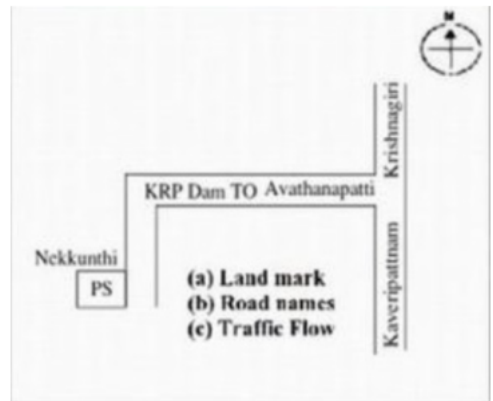 N
Krishnagiri
KRP Dam TO Avathanapatti
Kaveripattnam
Nekkunthi
PS
(a) Land mark
(b) Road names
(c) Traffic Flow